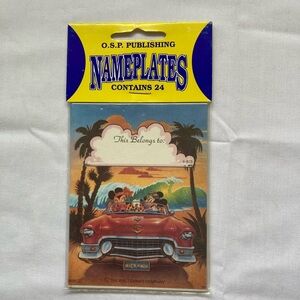 O.S.P. PUBLISHING
NAMEPLATES
CONTAINS 24
This Belongs to: